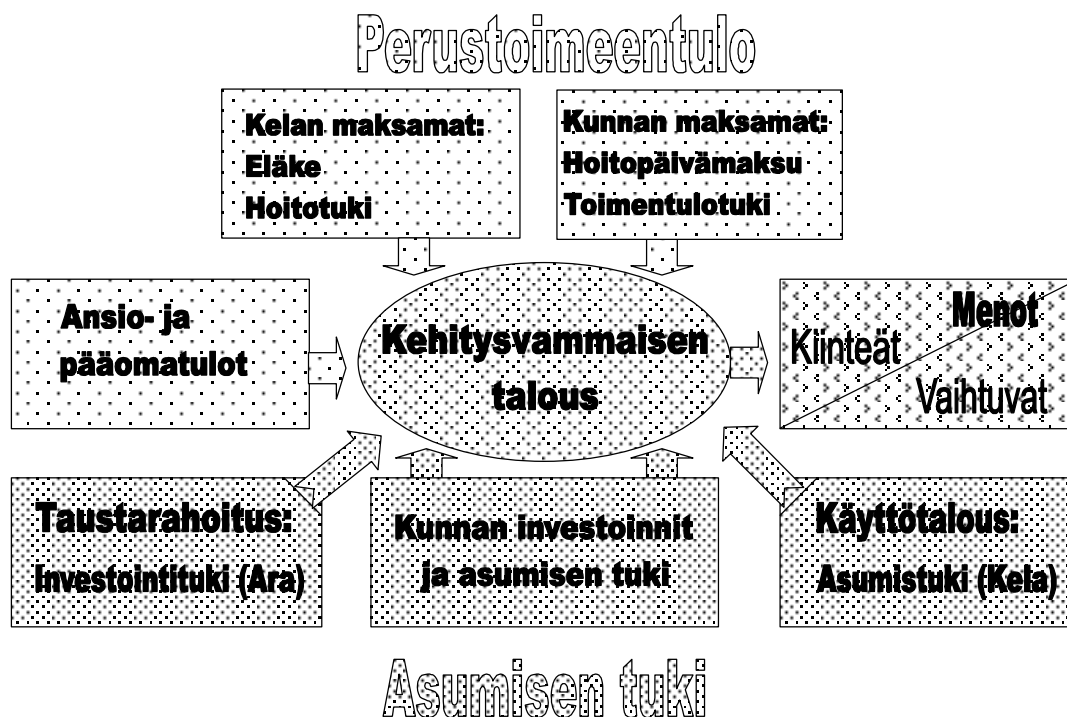 Perustoimeentulo
Kelan maksamat:
Eläke
Hoitotuki
Kunnan maksamat:
Hoitopäivämaksu
Toimentulotuki
Ansio- ja
pääomatulot
Kehitysvammaisen
talous
Menot
Kiinteät
Vaihtuvat
Taustarahoitus:
Investointituki (Ara)
Kunnan investoinnit
ja asumisen tuki
Käyttötalous:
Asumistuki (Kela)
Asumisen tuki